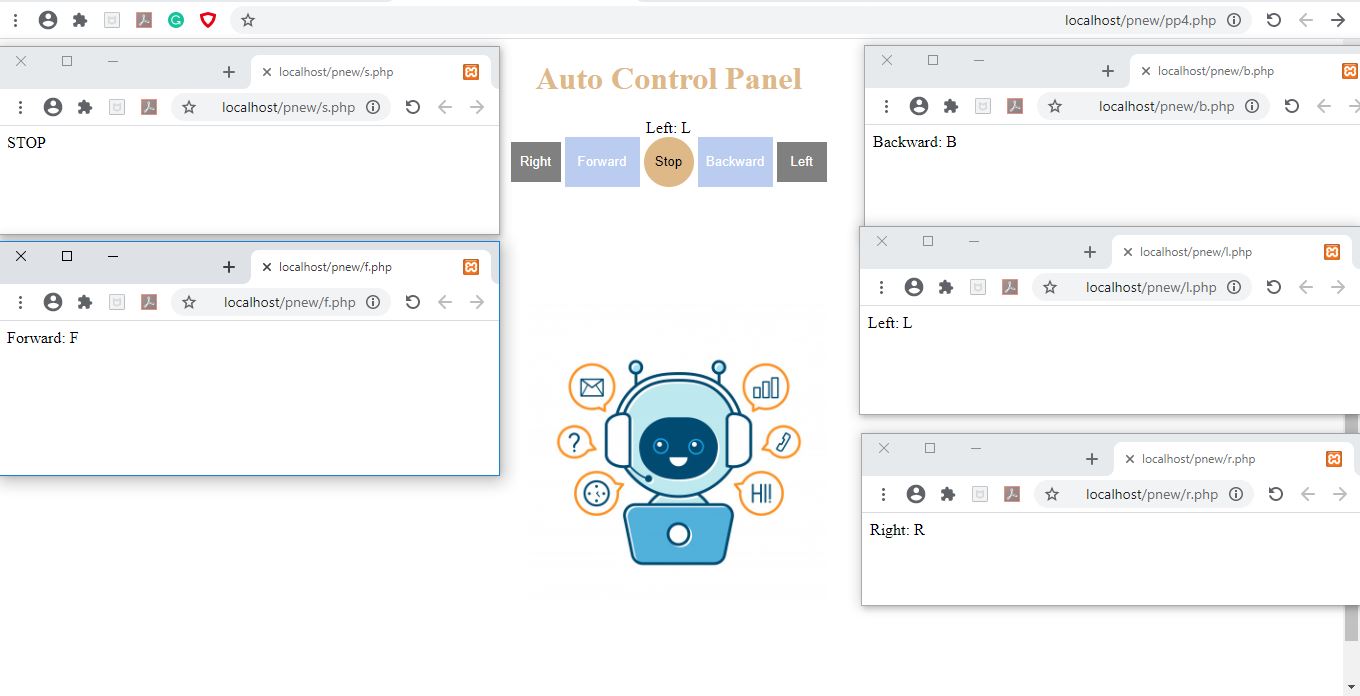 localhost/pnew/pp4.php
localhost/pnew/s.php
localhost/pnew/s.php
STOP
localhost/pnew/f.php
localhost/pnew/f.php
Forward: F
Auto Control Panel
Left: L
Right Forward Stop Backward Left
?
HI!
localhost/pnew/b.php
localhost/pnew/b.php
Backward: B
localhost/pnew/l.php
localhost/pnew/l.php
Left: L
localhost/pnew/r.php
localhost/pnew/r.php
Right: R